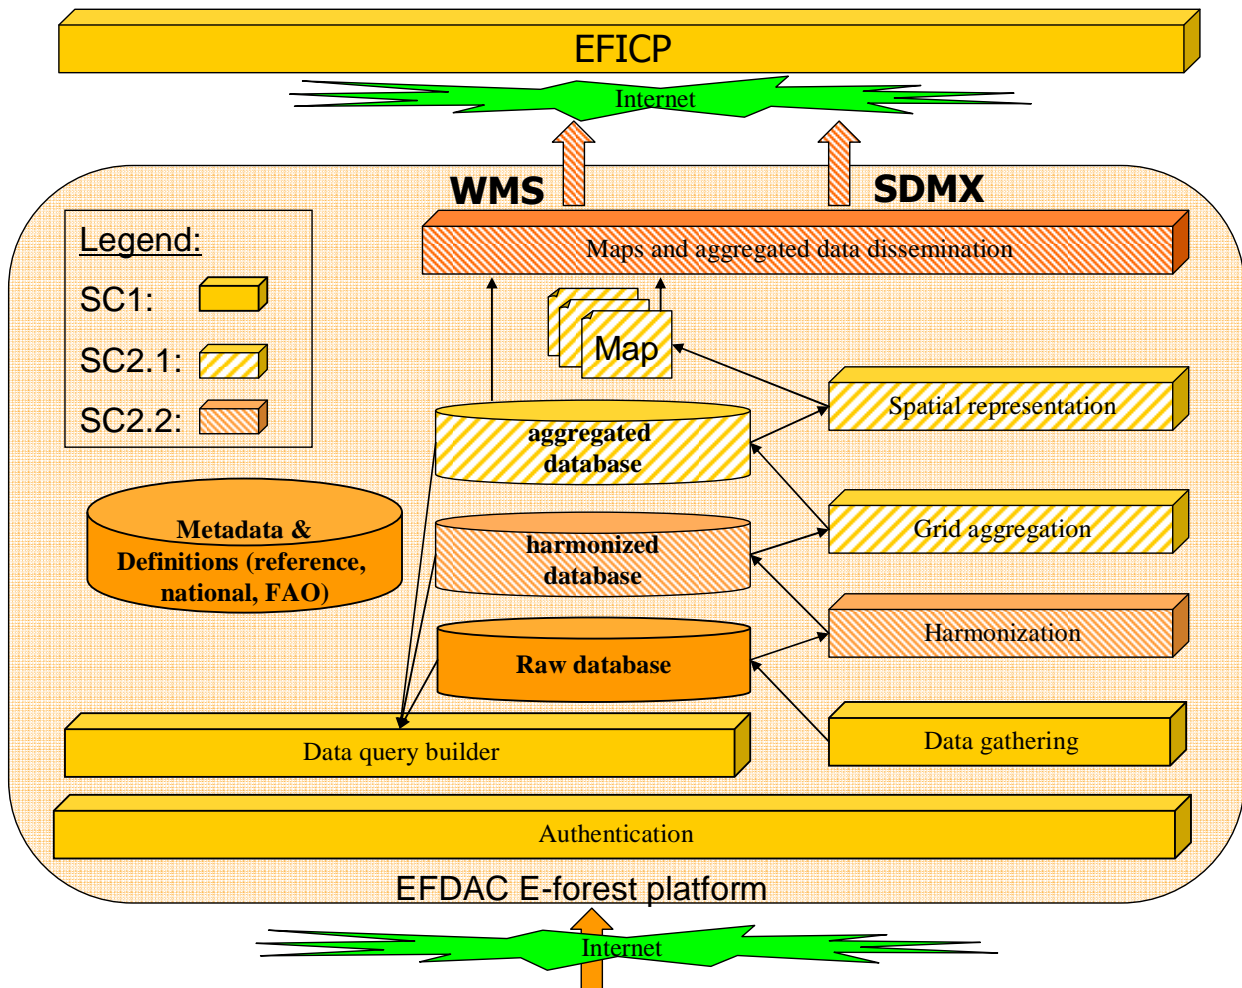 EFICP
Internet
WMS
SDMX
Maps and aggregated data dissemination
Legend:
SC1:
SC2.1:
SC2.2:
Map
Spatial representation
aggregated
database
Grid aggregation
Metadata &
Definitions (reference,
national, FAO)
harmonized
database
Harmonization
Raw database
Data gathering
Data query builder
Authentication
EFDAC E-forest platform
Internet